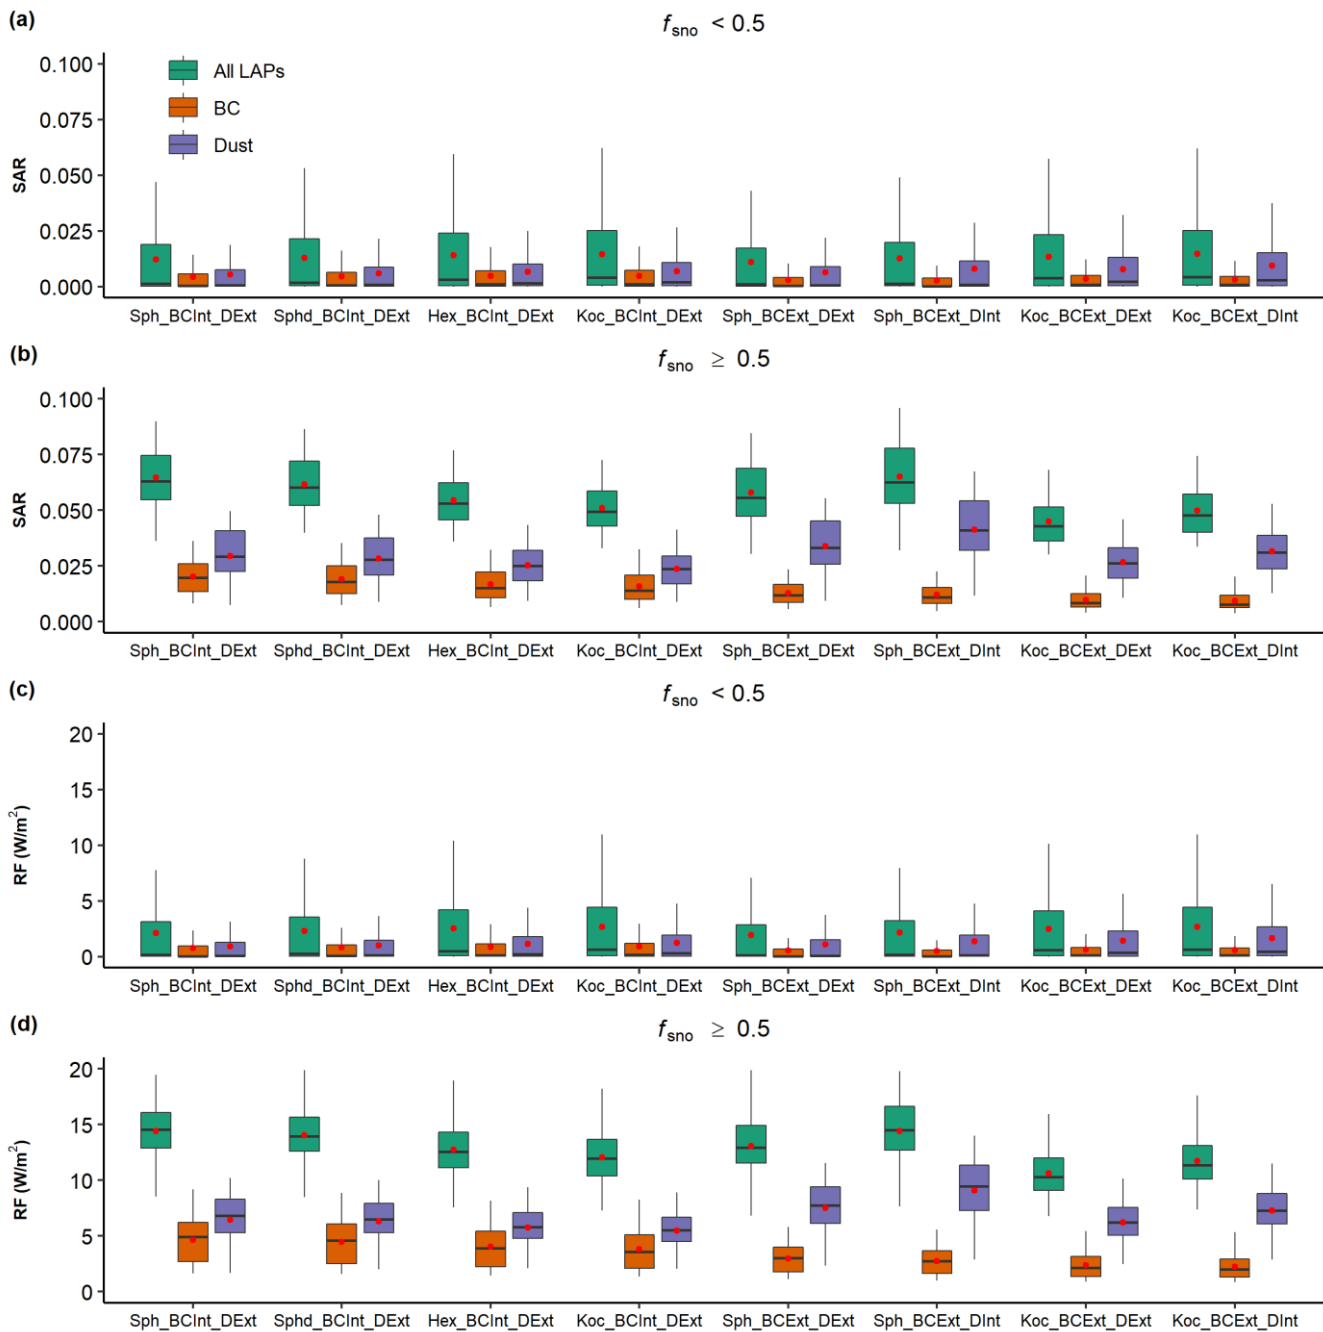 (a)
fsno < 0.5
0.100
0.075
0.050
0.025
0.000
SAR
All LAPs
BC
Dust
Sph_BCInt_DExt Sphd_BCInt_DExt Hex_BCInt_DExt Koc_BCInt_DExt Sph_BCExt_DExt Sph_BCExt_DInt Koc_BCExt_DExt Koc_BCExt_DInt
(b)
fsno ≥ 0.5
0.100
0.075
0.050
0.025
0.000
SAR
Sph_BCInt_DExt Sphd_BCInt_DExt Hex_BCInt_DExt Koc_BCInt_DExt Sph_BCExt_DExt Sph_BCExt_DInt Koc_BCExt_DExt Koc_BCExt_DInt
(c)
fsno < 0.5
20
15
10
5
0
RF (W/m²)
Sph_BCInt_DExt Sphd_BCInt_DExt Hex_BCInt_DExt Koc_BCInt_DExt Sph_BCExt_DExt Sph_BCExt_DInt Koc_BCExt_DExt Koc_BCExt_DInt
(d)
fsno ≥ 0.5
20
15
10
5
0
RF (W/m²)
Sph_BCInt_DExt Sphd_BCInt_DExt Hex_BCInt_DExt Koc_BCInt_DExt Sph_BCExt_DExt Sph_BCExt_DInt Koc_BCExt_DExt Koc_BCExt_DInt